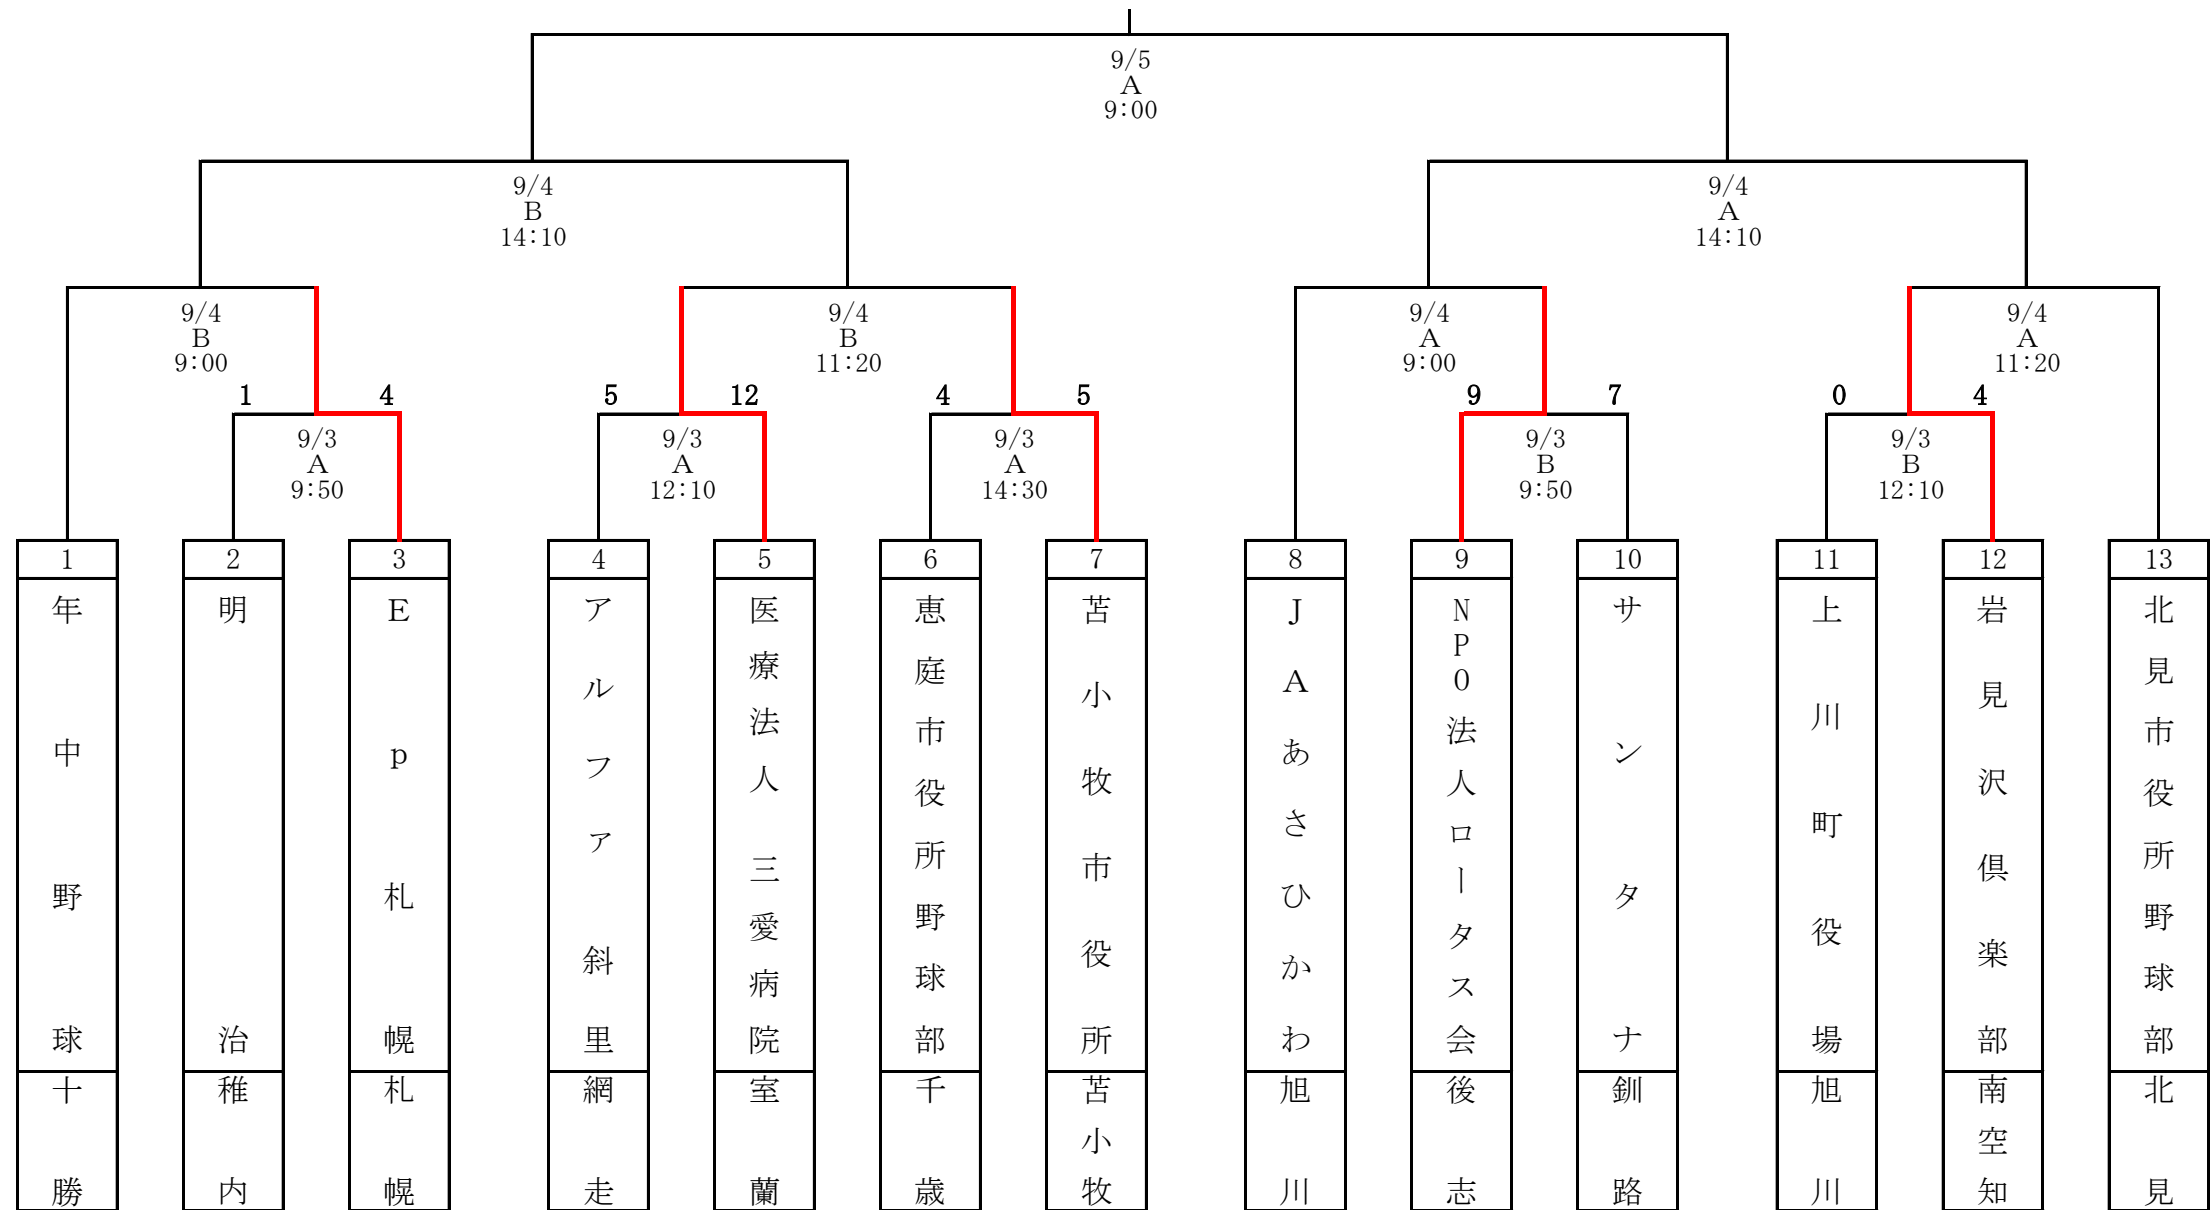 9/5
A
9:00
9/4
B
14:10
9/4
A
14:10
9/4
B
9:00
9/4
B
11:20
9/4
A
9:00
9/4
A
11:20
1 4
5 12
4 5
9 7
0 4
9/3
A
9:50
9/3
A
12:10
9/3
A
14:30
9/3
B
9:50
9/3
B
12:10
1
年中野球
十勝
2
明治
稚内
3
Ep札幌
札幌
4
アルファ斜里
網走
5
医療法人 三愛病院
室蘭
6
恵庭市役所野球部
千歳
7
苫小牧市役所
苫小牧
8
JAあさひかわ
旭川
9
NPO法人ロータス会
後志
10
サンタナ
釧路
11
上川町役場
旭川
12
岩見沢倶楽部
南空知
13
北見市役所野球部
北見